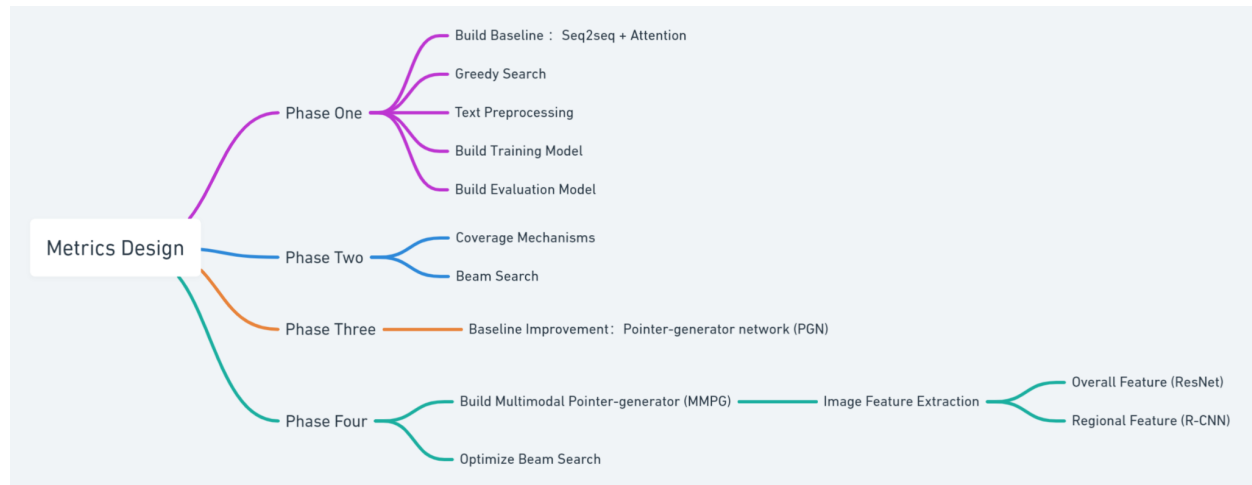 Metrics Design
Phase One
Build Baseline： Seq2seq + Attention
Greedy Search
Text Preprocessing
Build Training Model
Build Evaluation Model
Phase Two
Coverage Mechanisms
Beam Search
Phase Three
Baseline Improvement： Pointer-generator network (PGN)
Phase Four
Build Multimodal Pointer-generator (MMPG)
Image Feature Extraction
Overall Feature (ResNet)
Regional Feature (R-CNN)
Optimize Beam Search